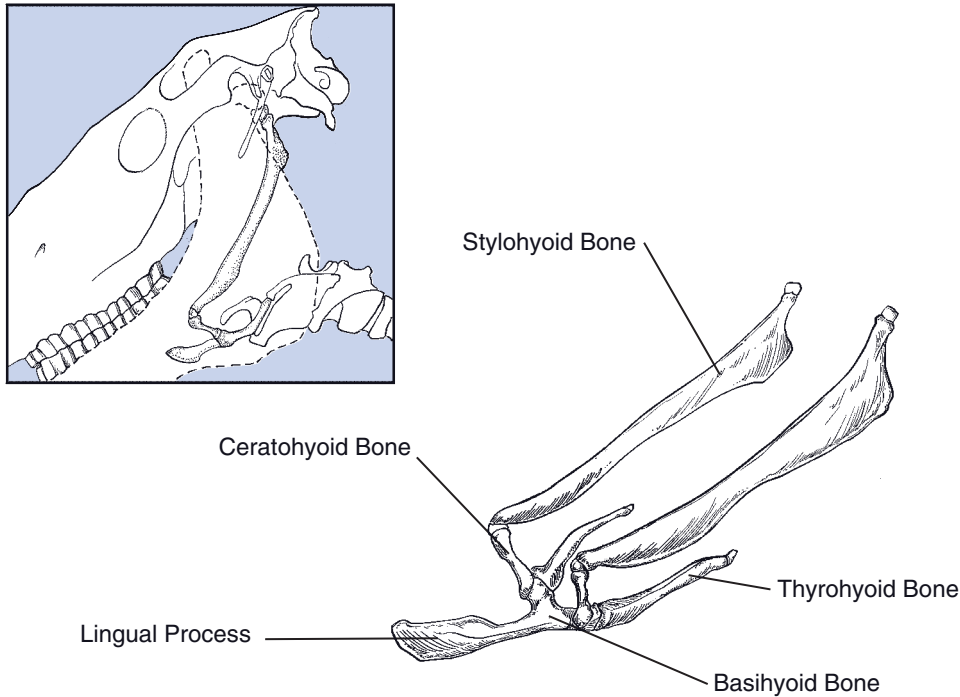 Stylohyoid Bone
Ceratohyoid Bone
Thyrohyoid Bone
Lingual Process
Basihyoid Bone